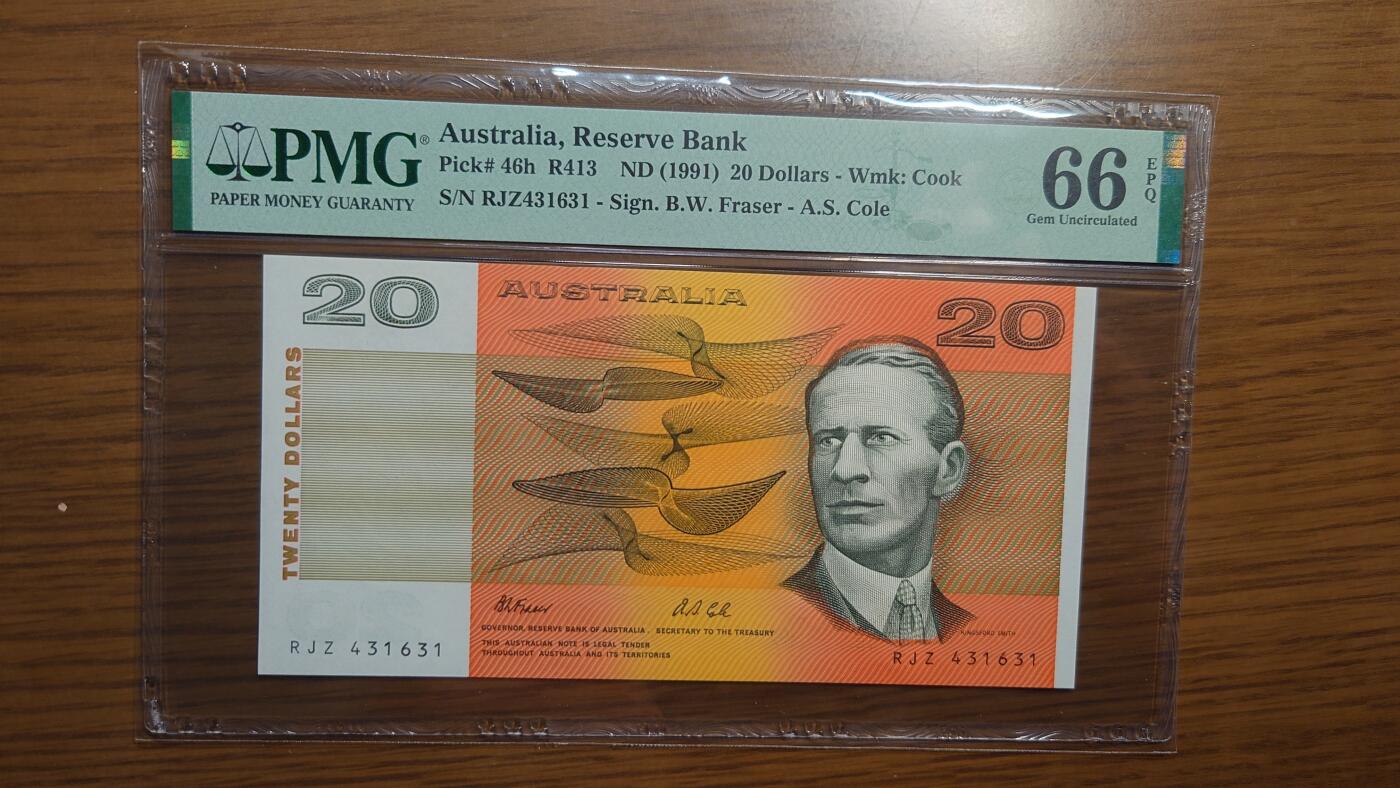 PMG®
PAPER MONEY GUARANTY
Australia, Reserve Bank
Pick# 46h R413 ND (1991) 20 Dollars - Wmk: Cook
S/N RJZ431631 - Sign. B.W. Fraser - A.S. Cole
66
EPQ
Gem Uncirculated
20
AUSTRALIA
20
TWENTY DOLLARS
BWFraser
A.S. Cole
GOVERNOR, RESERVE BANK OF AUSTRALIA . SECRETARY TO THE TREASURY
THIS AUSTRALIAN NOTE IS LEGAL TENDER
THROUGHOUT AUSTRALIA AND ITS TERRITORIES
KINGSFORD SMITH
RJZ 431631
RJZ 431631